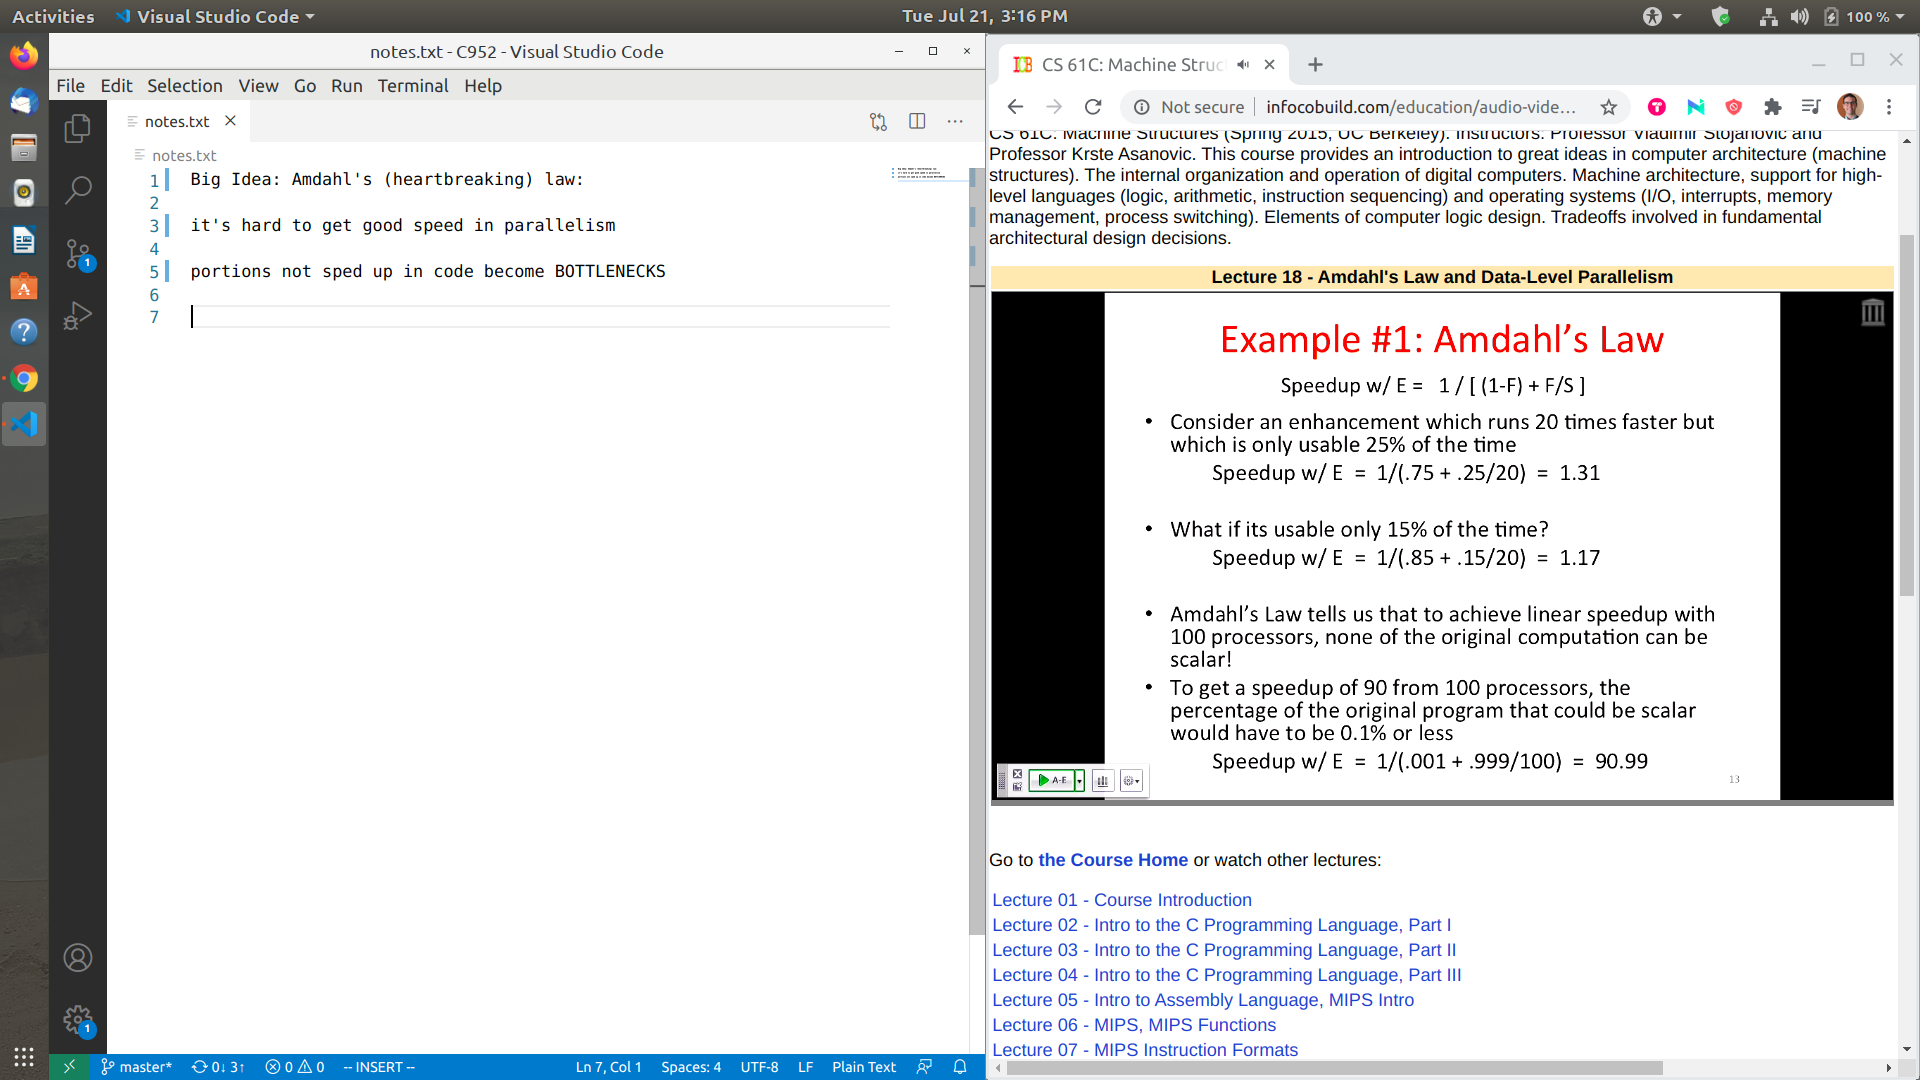 Activities
Visual Studio Code
Tue Jul 21, 3:16 PM
100 %
notes.txt - C952 - Visual Studio Code
File Edit Selection View Go Run Terminal Help
notes.txt
notes.txt
1 Big Idea: Amdahl's (heartbreaking) law:
2
3 it's hard to get good speed in parallelism
4
5 portions not sped up in code become BOTTLENECKS
6
7
1
1
master* 0↓ 3↑ 0 0 -- INSERT --
Ln 7, Col 1 Spaces: 4 UTF-8 LF Plain Text
CS 61C: Machine Struc
Not secure infocobuild.com/education/audio-vide...
CS 61C: Machine Structures (Spring 2015, UC Berkeley). Instructors: Professor Vladimir Stojanovic and
Professor Krste Asanovic. This course provides an introduction to great ideas in computer architecture (machine
structures). The internal organization and operation of digital computers. Machine architecture, support for high-
level languages (logic, arithmetic, instruction sequencing) and operating systems (I/O, interrupts, memory
management, process switching). Elements of computer logic design. Tradeoffs involved in fundamental
architectural design decisions.
Lecture 18 - Amdahl's Law and Data-Level Parallelism
Example #1: Amdahl's Law
Speedup w/ E = 1 / [ (1-F) + F/S ]
• Consider an enhancement which runs 20 times faster but
which is only usable 25% of the time
Speedup w/ E = 1/(.75 + .25/20) = 1.31
• What if its usable only 15% of the time?
Speedup w/ E = 1/(.85 + .15/20) = 1.17
• Amdahl's Law tells us that to achieve linear speedup with
100 processors, none of the original computation can be
scalar!
• To get a speedup of 90 from 100 processors, the
percentage of the original program that could be scalar
would have to be 0.1% or less
Speedup w/ E = 1/(.001 + .999/100) = 90.99
A-E
13
Go to the Course Home or watch other lectures:
Lecture 01 - Course Introduction
Lecture 02 - Intro to the C Programming Language, Part I
Lecture 03 - Intro to the C Programming Language, Part II
Lecture 04 - Intro to the C Programming Language, Part III
Lecture 05 - Intro to Assembly Language, MIPS Intro
Lecture 06 - MIPS, MIPS Functions
Lecture 07 - MIPS Instruction Formats